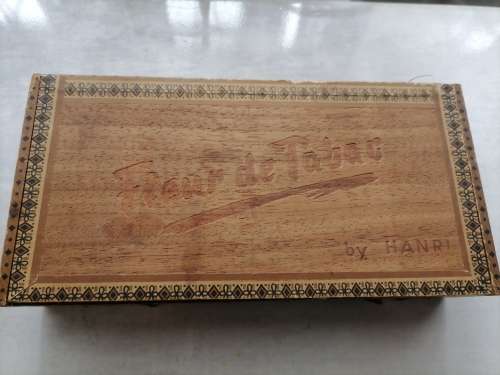 Fleur de Tabac
by HANRI